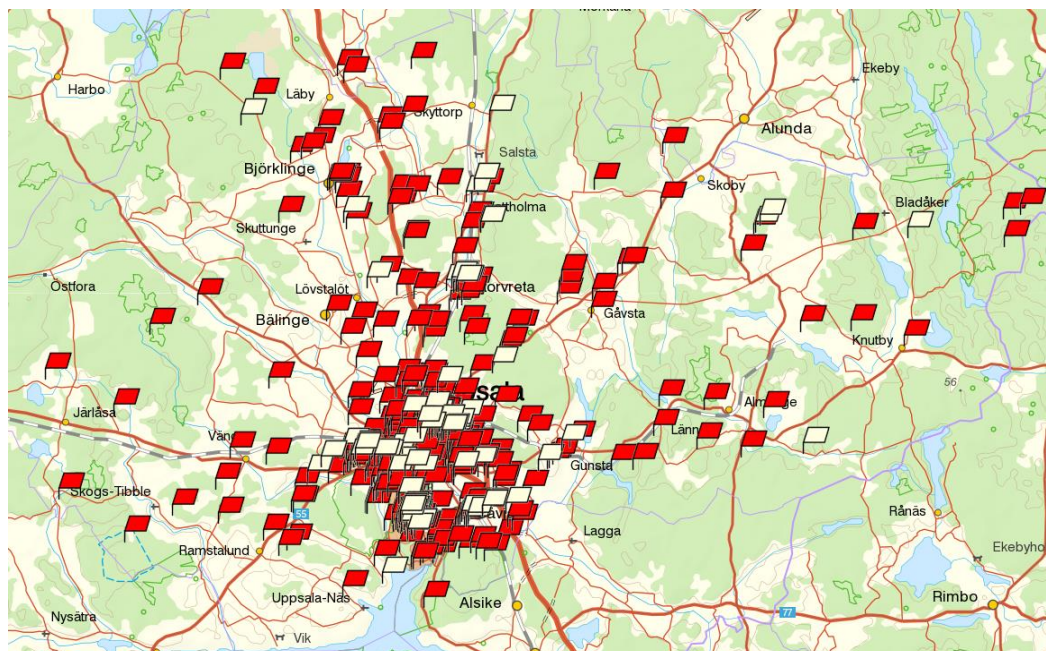 Harbo
Läby
Skyttorp
Ekeby
Alunda
Salsta
Björklinge
Skoby
Bladåker
Skuttunge
Östfora
Lövstalöt
Bälinge
Gåvsta
Knutby
56
Järlåsa
Gunsta
Skogs-Tibble
55
Rånäs
Ramstalund
Lagga
Uppsala-Näs
Alsike
Rimbo
77
Nysätra
Vik